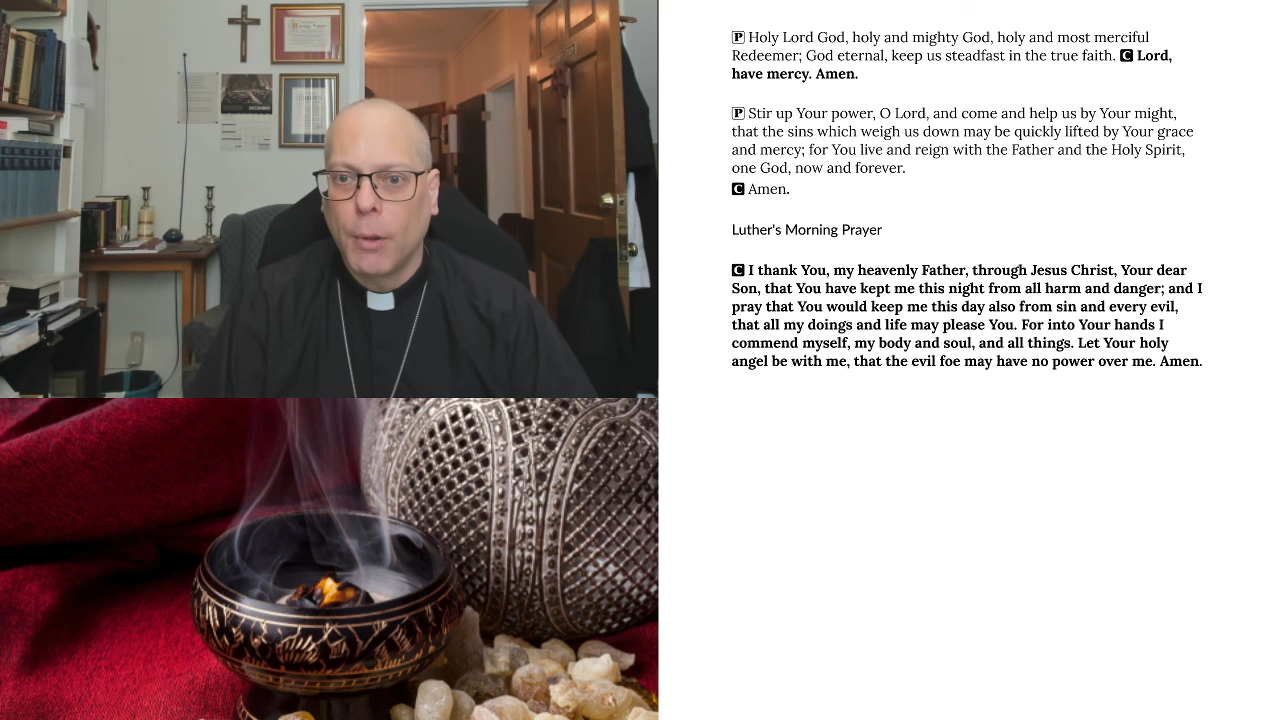 P Holy Lord God, holy and mighty God, holy and most merciful
Redeemer; God eternal, keep us steadfast in the true faith. C Lord,
have mercy. Amen.
P Stir up Your power, O Lord, and come and help us by Your might,
that the sins which weigh us down may be quickly lifted by Your grace
and mercy; for You live and reign with the Father and the Holy Spirit,
one God, now and forever.
C Amen.
Luther's Morning Prayer
C I thank You, my heavenly Father, through Jesus Christ, Your dear
Son, that You have kept me this night from all harm and danger; and I
pray that You would keep me this day also from sin and every evil,
that all my doings and life may please You. For into Your hands I
commend myself, my body and soul, and all things. Let Your holy
angel be with me, that the evil foe may have no power over me. Amen.